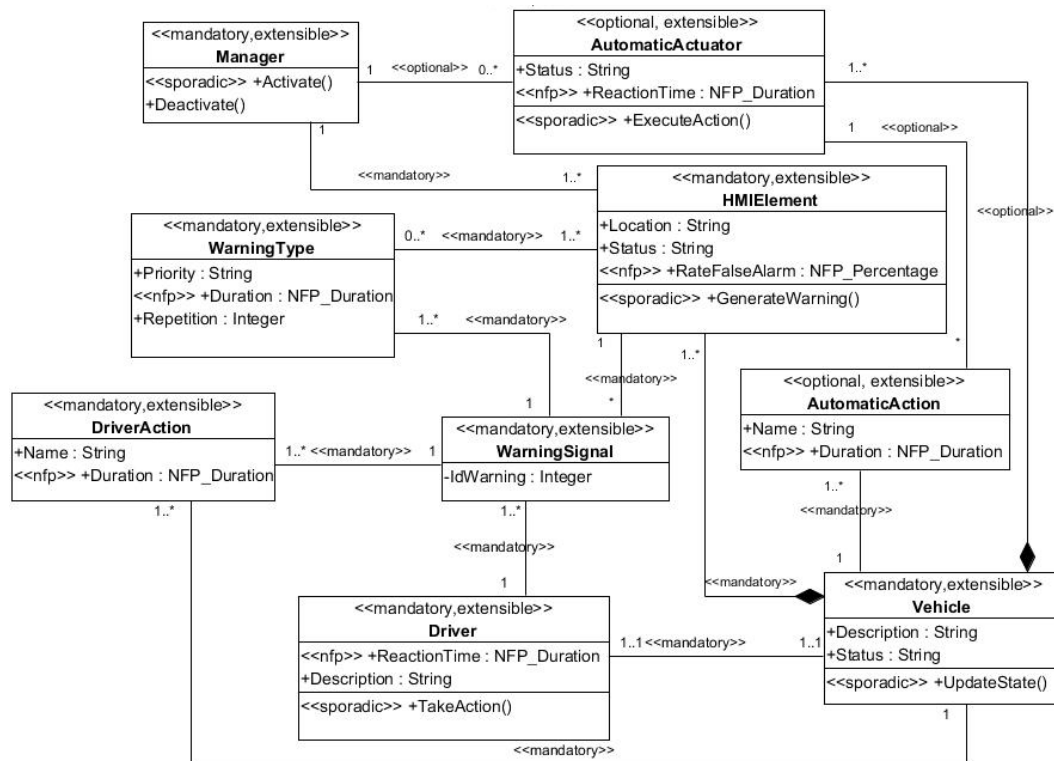 <<mandatory,extensible>>
Manager
<<sporadic>> +Activate()
+Deactivate()
1
<<optional>>
0..*
<<optional, extensible>>
AutomaticActuator
+Status : String
<<nfp>> +ReactionTime : NFP_Duration
<<sporadic>> +ExecuteAction()
1..*
1
<<optional>>
<<optional>>
1
<<mandatory>>
1..*
<<mandatory,extensible>>
HMIElement
+Location : String
+Status : String
<<nfp>> +RateFalseAlarm : NFP_Percentage
<<sporadic>> +GenerateWarning()
<<mandatory,extensible>>
WarningType
+Priority : String
<<nfp>> +Duration : NFP_Duration
+Repetition : Integer
0..*
<<mandatory>>
1..*
1..*
<<mandatory>>
1
1
<<mandatory>>
*
1..*
*
<<optional, extensible>>
AutomaticAction
+Name : String
<<nfp>> +Duration : NFP_Duration
<<mandatory,extensible>>
DriverAction
+Name : String
<<nfp>> +Duration : NFP_Duration
1..*
<<mandatory>>
1
<<mandatory,extensible>>
WarningSignal
-IdWarning : Integer
1..*
1..*
<<mandatory>>
1
1..*
<<mandatory>>
1
<<mandatory>>
<<mandatory,extensible>>
Driver
<<nfp>> +ReactionTime : NFP_Duration
+Description : String
<<sporadic>> +TakeAction()
1..1
<<mandatory>>
1..1
<<mandatory,extensible>>
Vehicle
+Description : String
+Status : String
<<sporadic>> +UpdateState()
1
<<mandatory>>